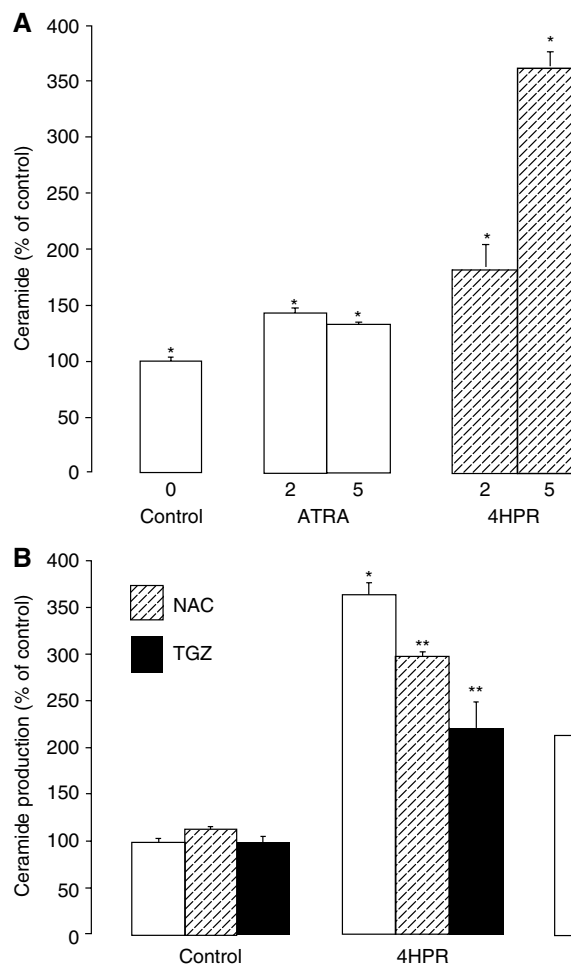 A
Ceramide (% of control)
400
350
300
250
200
150
100
50
0
*
*
*
*
*
0
2
5
2
5
Control
ATRA
4HPR
B
Ceramide production (% of control)
400
350
300
250
200
150
100
50
0
NAC
TGZ
*
**
**
Control
4HPR